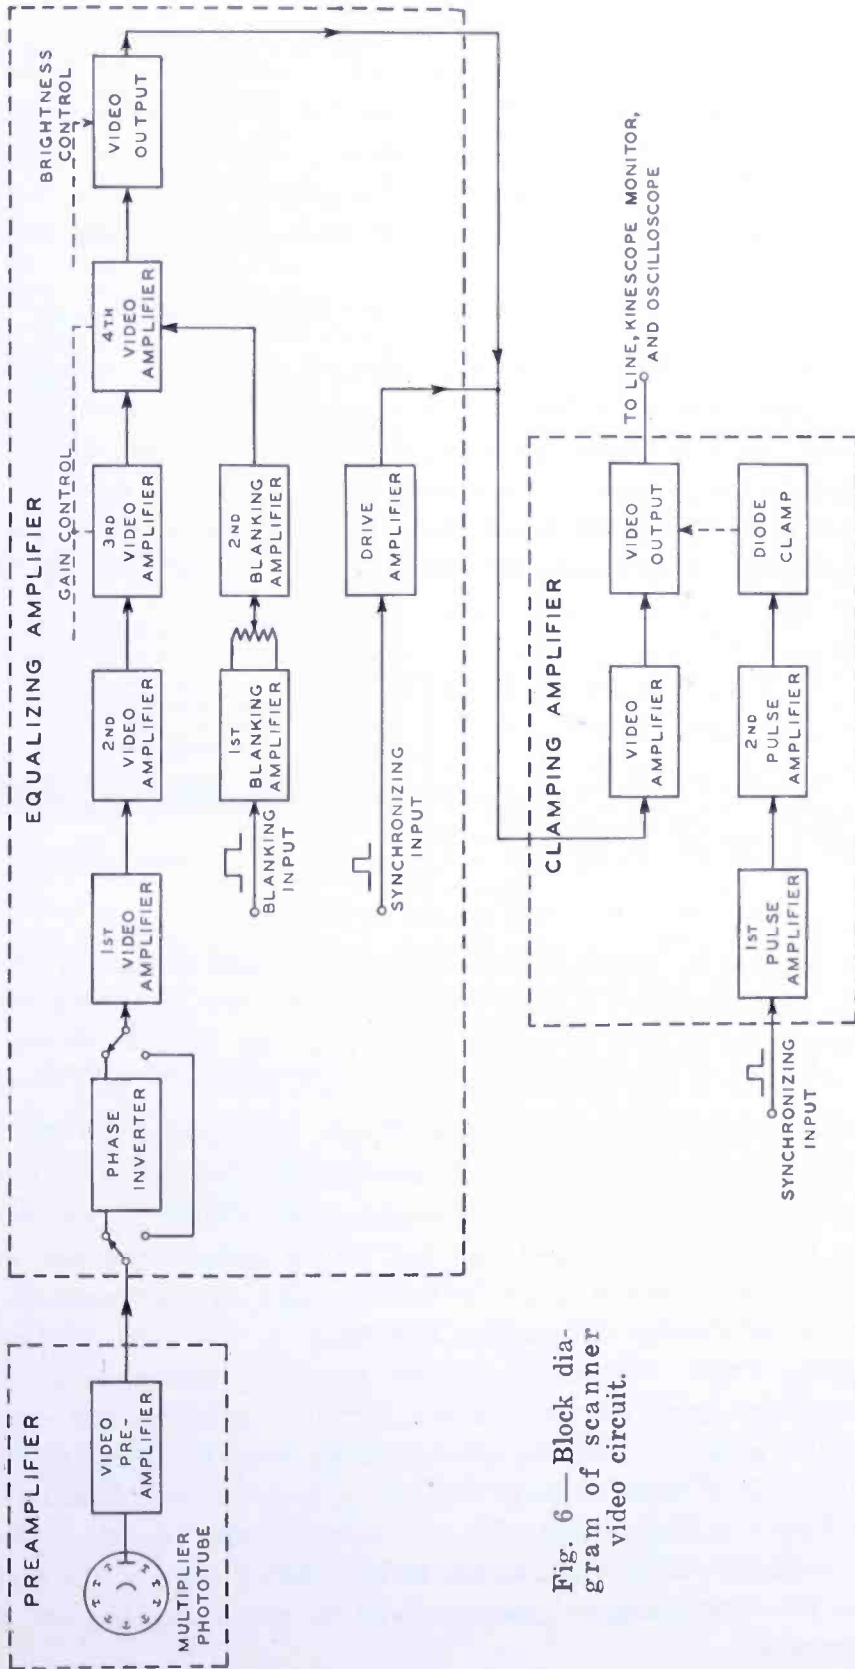 PREAMPLIFIER
VIDEO
PRE-
AMPLIFIER
MULTIPLIER
PHOTOTUBE
EQUALIZING AMPLIFIER
PHASE
INVERTER
1ST
VIDEO
AMPLIFIER
2ND
VIDEO
AMPLIFIER
GAIN CONTROL
3RD
VIDEO
AMPLIFIER
4TH
VIDEO
AMPLIFIER
BRIGHTNESS
CONTROL
VIDEO
OUTPUT
BLANKING
INPUT
1ST
BLANKING
AMPLIFIER
2ND
BLANKING
AMPLIFIER
SYNCHRONIZING
INPUT
DRIVE
AMPLIFIER
CLAMPING AMPLIFIER
VIDEO
AMPLIFIER
VIDEO
OUTPUT
TO LINE, KINESCOPE MONITOR,
AND OSCILLOSCOPE
SYNCHRONIZING
INPUT
1ST
PULSE
AMPLIFIER
2ND
PULSE
AMPLIFIER
DIODE
CLAMP
Fig. 6—Block dia-
gram of scanner
video circuit.